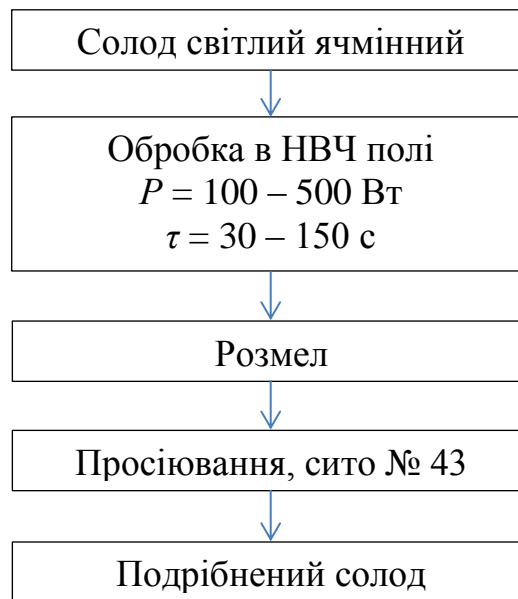 Солод світлий ячмінний
Обробка в НВЧ полі
P = 100 – 500 Вт
τ = 30 – 150 с
Розмел
Просіювання, сито № 43
Подрібнений солод